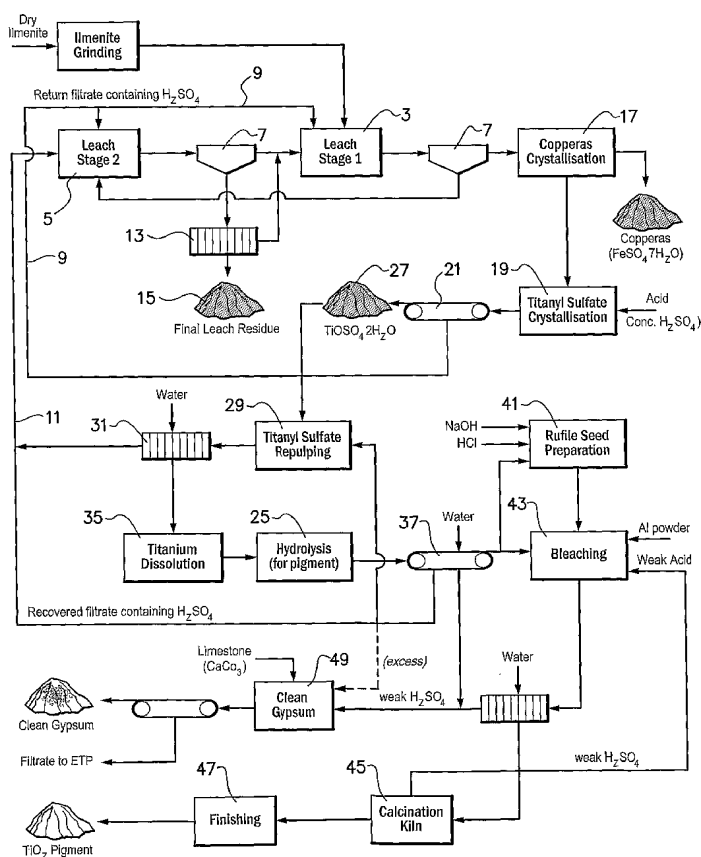 Dry
Ilmenite
Ilmenite
Grinding
9
Return filtrate containing H2SO4
3
7
7
17
Leach
Stage 2
Leach
Stage 1
Copperas
Crystallisation
5
13
9
15
Final Leach Residue
27
TiOSO4 2H2O
21
19
Titanyl Sulfate
Crystallisation
Copperas
(FeSO4 7H2O)
Acid
Conc. H2SO4)
11
Water
31
29
Titanyl Sulfate
Repulping
NaOH
HCl
41
Rufile Seed
Preparation
35
Titanium
Dissolution
25
Hydrolysis
(for pigment)
37
Water
43
Bleaching
Al powder
Weak Acid
Recovered filtrate containing H2SO4
Limestone
(CaCo3)
49
(excess)
Clean
Gypsum
weak H2SO4
Water
Clean Gypsum
Filtrate to ETP
weak H2SO4
47
Finishing
45
Calcination
Kiln
TiO2 Pigment